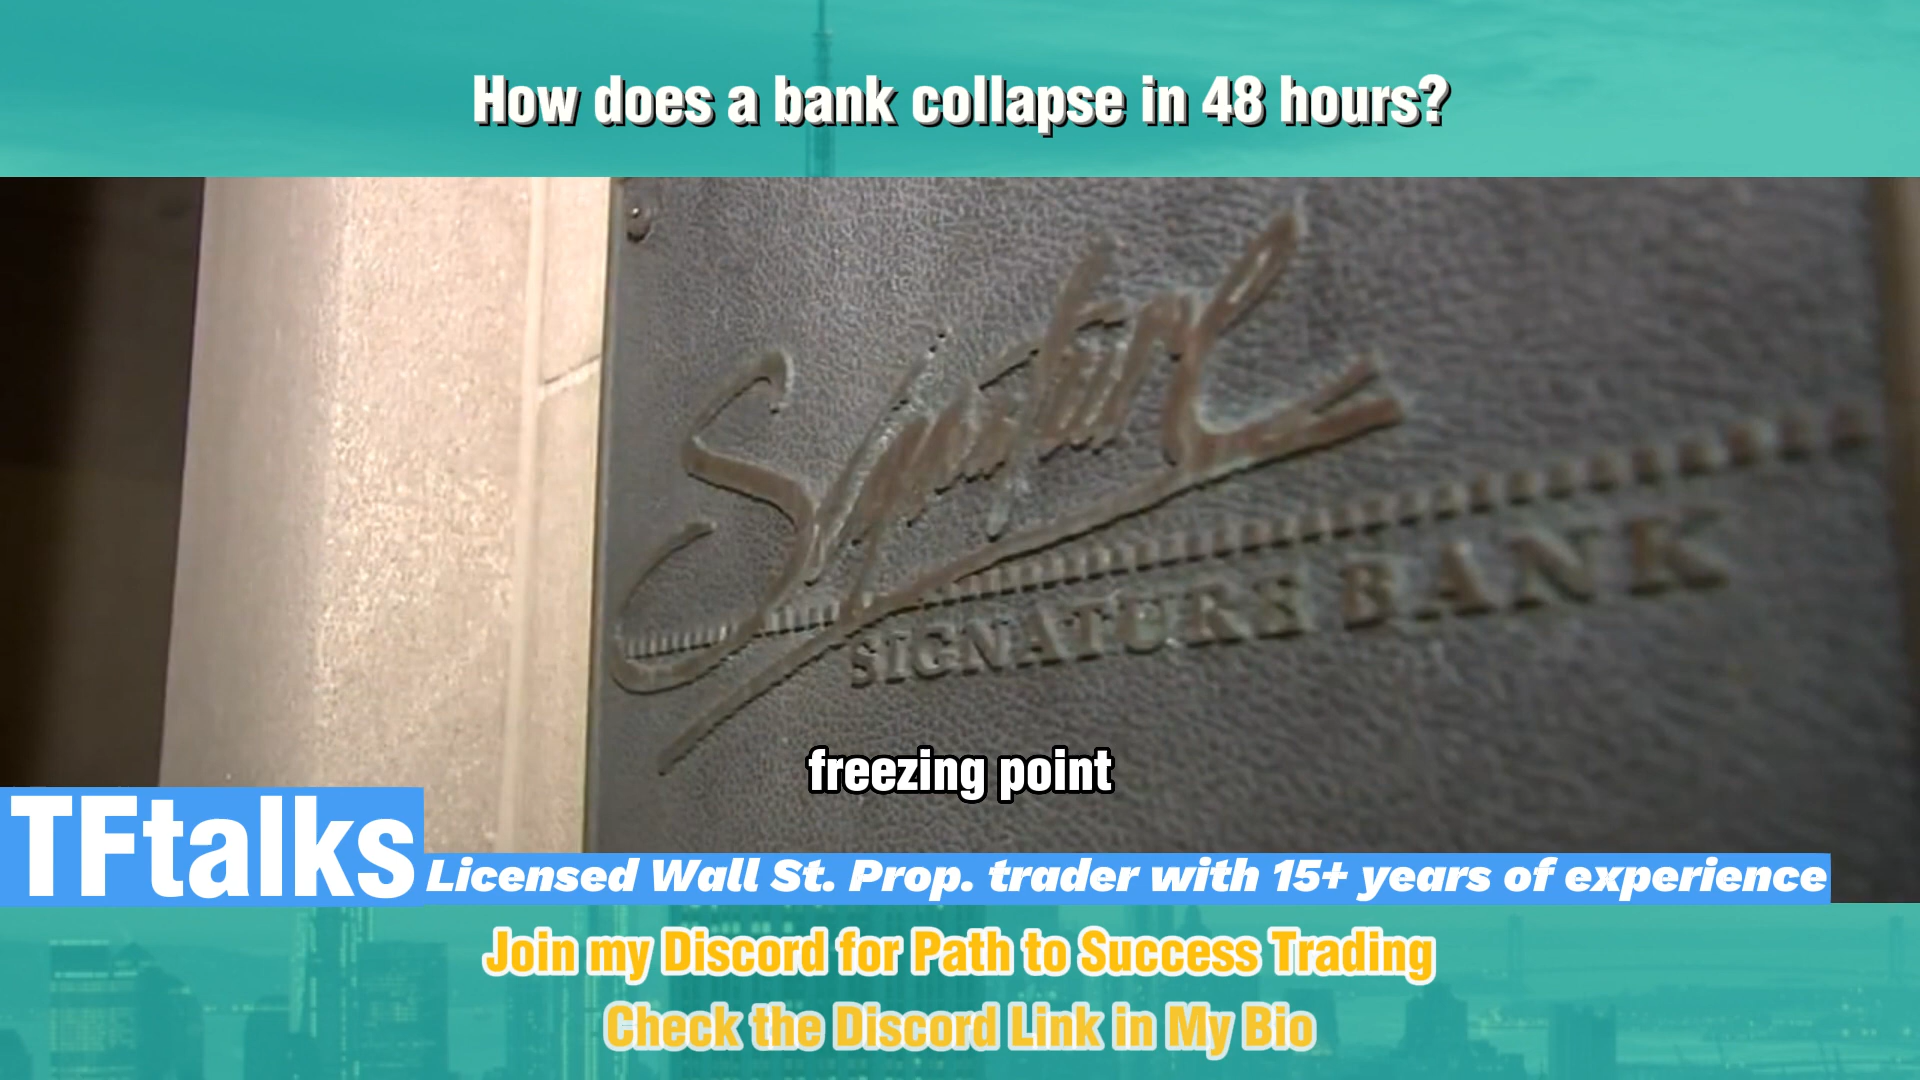 How does a bank collapse in 48 hours?
Signature
SIGNATURE BANK
freezing point
TFtalks
Licensed Wall St. Prop. trader with 15+ years of experience
Join my Discord for Path to Success Trading
Check the Discord Link in My Bio